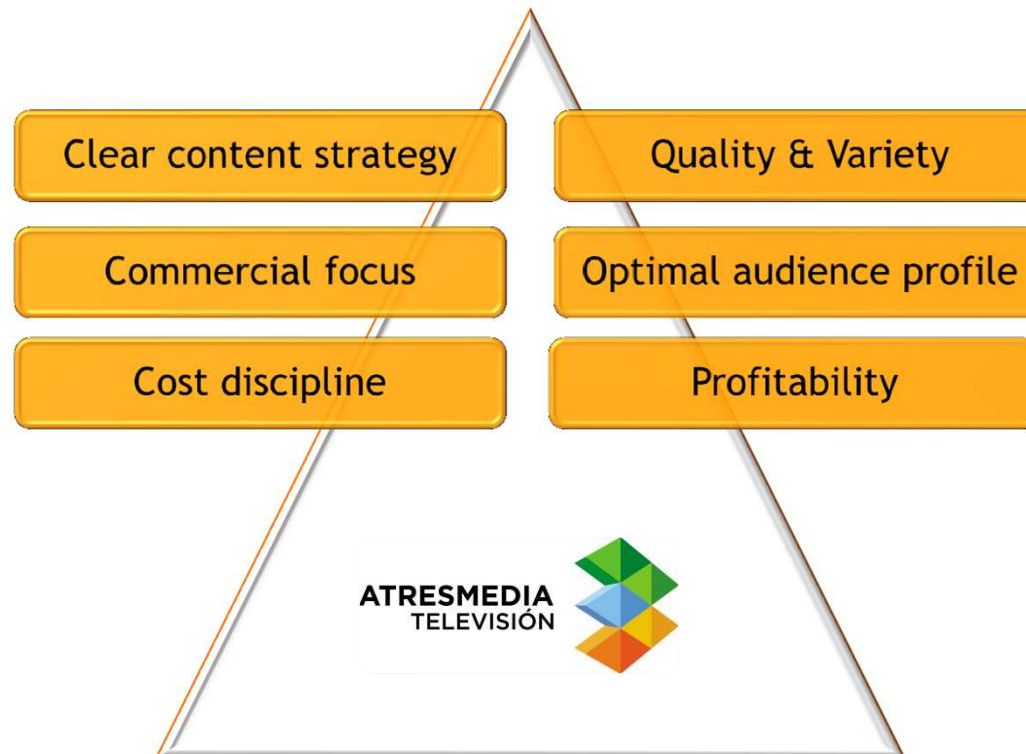 Clear content strategy
Quality & Variety
Commercial focus
Optimal audience profile
Cost discipline
Profitability
ATRESMEDIA
TELEVISIÓN